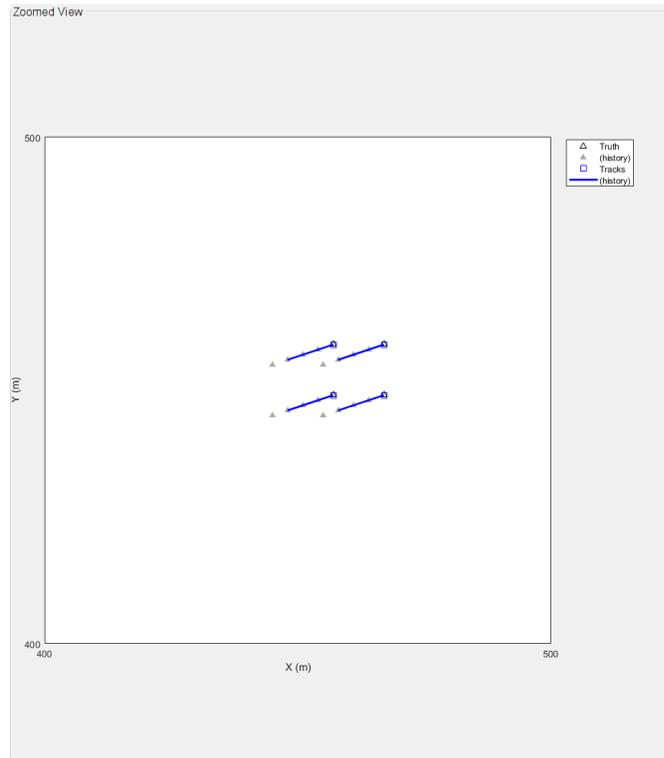 Zoomed View
500
Truth
(history)
Tracks
(history)
Y (m)
400
400
500
X (m)